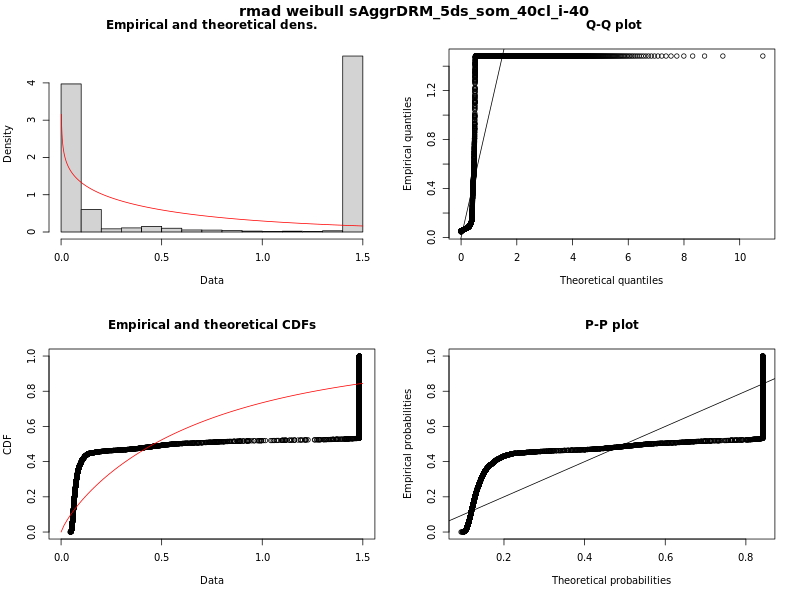 rmad weibull sAggrDRM_5ds_som_40cl_i-40
Empirical and theoretical dens.
Density
0 1 2 3 4
0.0 0.5 1.0 1.5
Data
Q-Q plot
Empirical quantiles
0.0 0.4 0.8 1.2
0 2 4 6 8 10
Theoretical quantiles
Empirical and theoretical CDFs
CDF
0.0 0.2 0.4 0.6 0.8 1.0
0.0 0.5 1.0 1.5
Data
P-P plot
Empirical probabilities
0.0 0.2 0.4 0.6 0.8 1.0
0.2 0.4 0.6 0.8
Theoretical probabilities